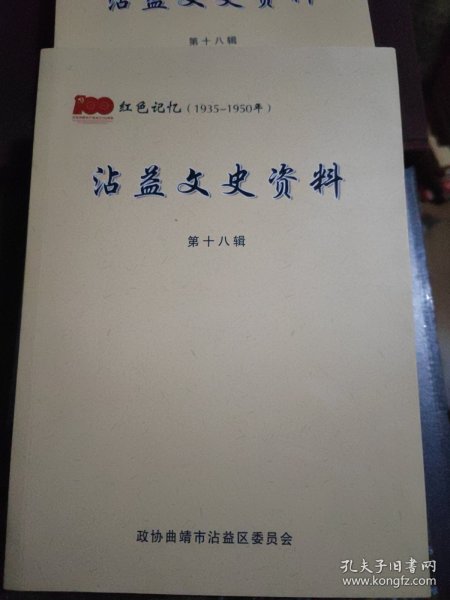 沾益文史资料
第十八辑
100 红色记忆（1935-1950年）
沾益文史资料
第十八辑
政协曲靖市沾益区委员会
孔夫子旧书网
www.kongfz.com